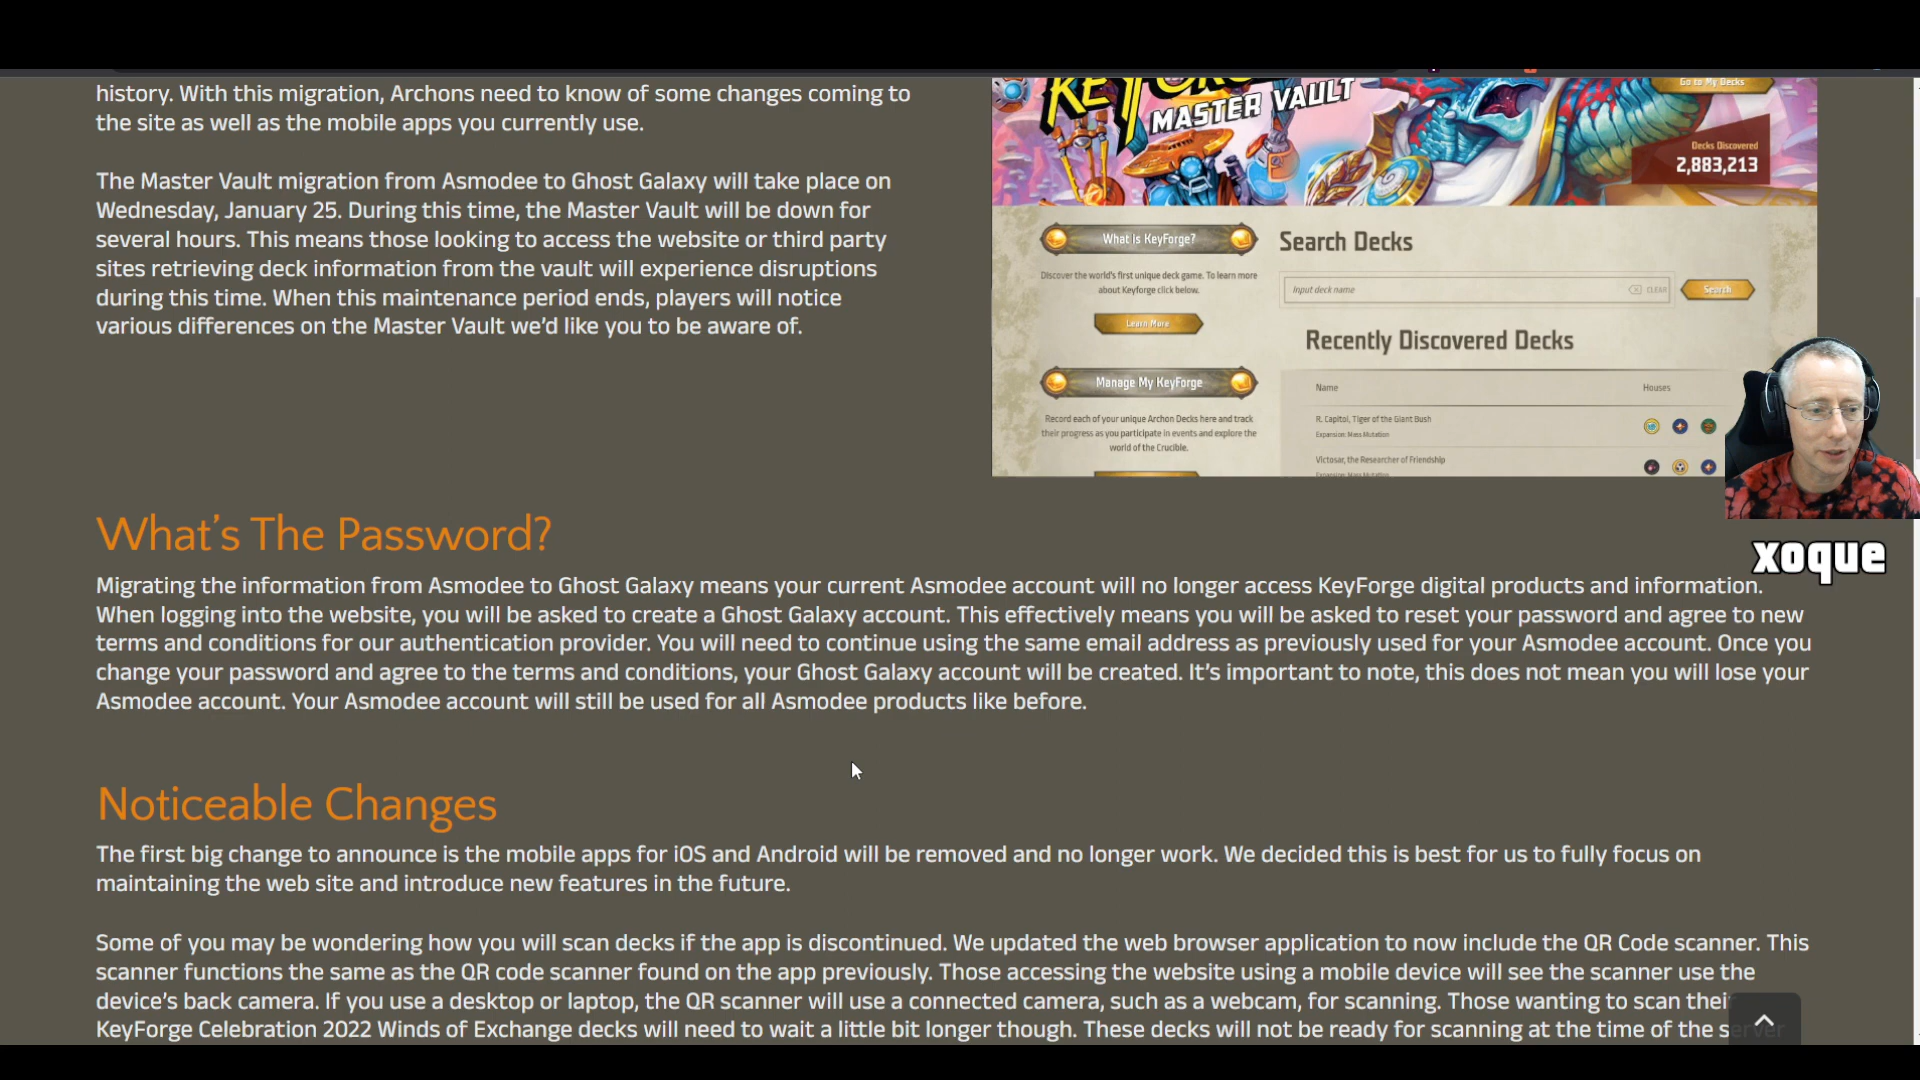 history. With this migration, Archons need to know of some changes coming to
the site as well as the mobile apps you currently use.
The Master Vault migration from Asmodee to Ghost Galaxy will take place on
Wednesday, January 25. During this time, the Master Vault will be down for
several hours. This means those looking to access the website or third party
sites retrieving deck information from the vault will experience disruptions
during this time. When this maintenance period ends, players will notice
various differences on the Master Vault we'd like you to be aware of.
KEYFORGE
MASTER VAULT
Go to My Decks
Decks Discovered
2,883,213
What is KeyForge?
Discover the world's first unique deck game. To learn more
about Keyforge click below.
Learn More
Manage My KeyForge
Record each of your unique Archon Decks here and track
their progress as you participate in events and explore the
world of the Crucible.
Search Decks
Input deck name
CLEAR
Search
Recently Discovered Decks
Name
Houses
R. Capitol, Tiger of the Giant Bush
Expansion: Mass Mutation
Victosar, the Researcher of Friendship
Expansion: Mass Mutation
xoque
What's The Password?
Migrating the information from Asmodee to Ghost Galaxy means your current Asmodee account will no longer access KeyForge digital products and information.
When logging into the website, you will be asked to create a Ghost Galaxy account. This effectively means you will be asked to reset your password and agree to new
terms and conditions for our authentication provider. You will need to continue using the same email address as previously used for your Asmodee account. Once you
change your password and agree to the terms and conditions, your Ghost Galaxy account will be created. It's important to note, this does not mean you will lose your
Asmodee account. Your Asmodee account will still be used for all Asmodee products like before.
Noticeable Changes
The first big change to announce is the mobile apps for iOS and Android will be removed and no longer work. We decided this is best for us to fully focus on
maintaining the web site and introduce new features in the future.
Some of you may be wondering how you will scan decks if the app is discontinued. We updated the web browser application to now include the QR Code scanner. This
scanner functions the same as the QR code scanner found on the app previously. Those accessing the website using a mobile device will see the scanner use the
device's back camera. If you use a desktop or laptop, the QR scanner will use a connected camera, such as a webcam, for scanning. Those wanting to scan their
KeyForge Celebration 2022 Winds of Exchange decks will need to wait a little bit longer though. These decks will not be ready for scanning at the time of the server